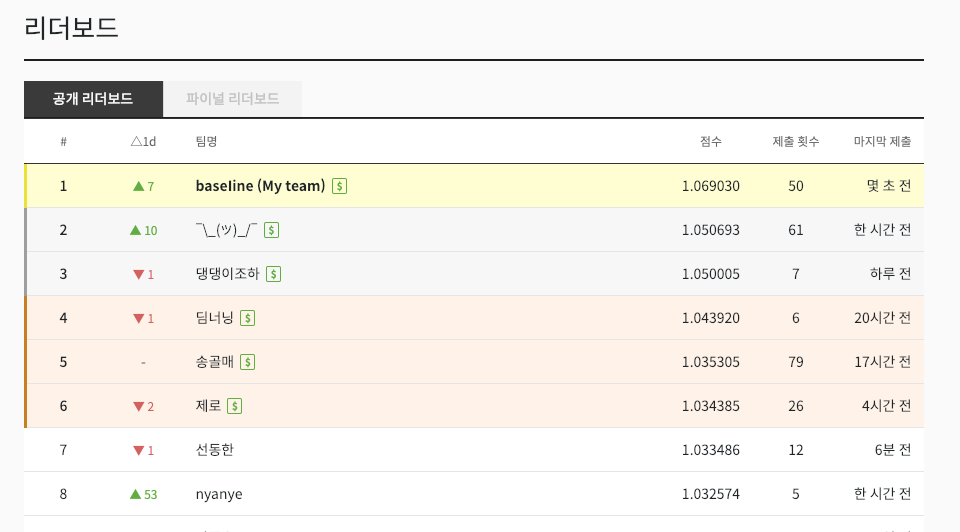 리더보드
공개 리더보드 파이널 리더보드
# △1d 팀명 점수 제출 횟수 마지막 제출
1 ▲7 baseline (My team) $ 1.069030 50 몇 초 전
2 ▲10 ¯\_(ツ)_/¯ $ 1.050693 61 한 시간 전
3 ▼1 댕댕이조하 $ 1.050005 7 하루 전
4 ▼1 딤너닝 $ 1.043920 6 20시간 전
5 - 송골매 $ 1.035305 79 17시간 전
6 ▼2 제로 $ 1.034385 26 4시간 전
7 ▼1 선동한 1.033486 12 6분 전
8 ▲53 nyanye 1.032574 5 한 시간 전